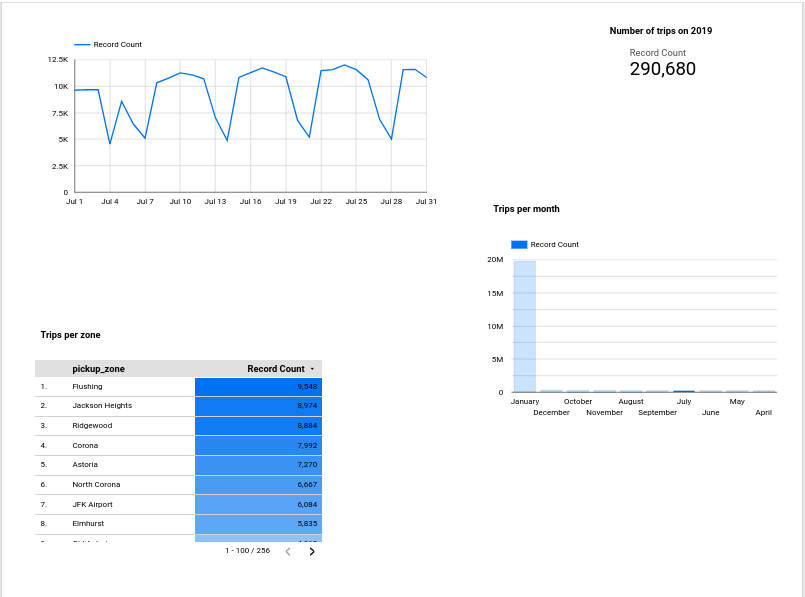 Number of trips on 2019
Record Count
290,680
Record Count
12.5K
10K
7.5K
5K
2.5K
0
Jul 1 Jul 4 Jul 7 Jul 10 Jul 13 Jul 16 Jul 19 Jul 22 Jul 25 Jul 28 Jul 31
Trips per month
Record Count
20M
15M
10M
5M
0
January October August July May
December November September June April
Trips per zone
pickup_zone Record Count
1. Flushing 9,548
2. Jackson Heights 8,974
3. Ridgewood 8,884
4. Corona 7,992
5. Astoria 7,270
6. North Corona 6,667
7. JFK Airport 6,084
8. Elmhurst 5,835
1 - 100 / 256